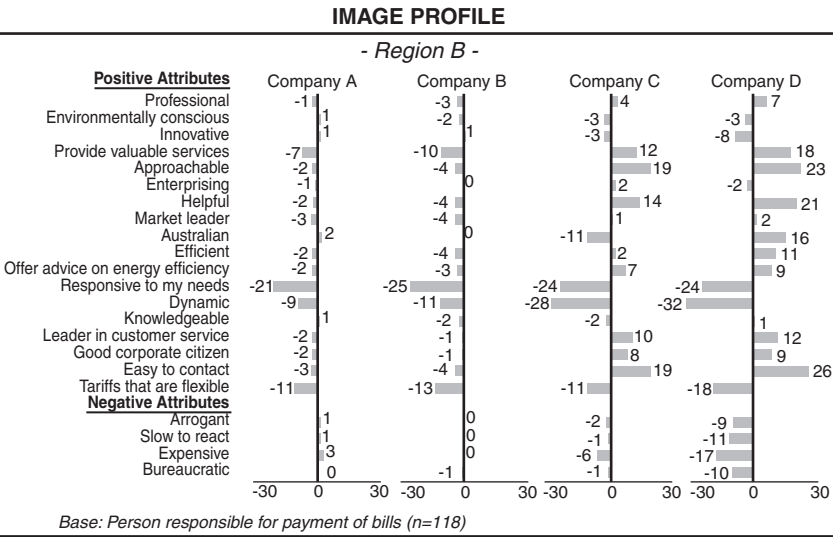 IMAGE PROFILE
- Region B -
Positive Attributes Company A Company B Company C Company D
Professional -1 -3 4 7
Environmentally conscious 1 -2 -3 -3
Innovative 1 1 -3 -8
Provide valuable services -7 -10 12 18
Approachable -2 -4 19 23
Enterprising -1 0 2 -2
Helpful -2 -4 14 21
Market leader -3 -4 1 2
Australian 2 0 -11 16
Efficient -2 -4 2 11
Offer advice on energy efficiency -2 -3 7 9
Responsive to my needs -21 -25 -24 -24
Dynamic -9 -11 -28 -32
Knowledgeable 1 -2 -2 1
Leader in customer service -2 -1 10 12
Good corporate citizen -2 -1 8 9
Easy to contact -3 -4 19 26
Tariffs that are flexible -11 -13 -11 -18
Negative Attributes
Arrogant 1 0 -2 -9
Slow to react 1 0 -1 -11
Expensive 3 0 -6 -17
Bureaucratic 0 -1 -1 -10
-30 0 30 -30 0 30 -30 0 30 -30 0 30
Base: Person responsible for payment of bills (n=118)